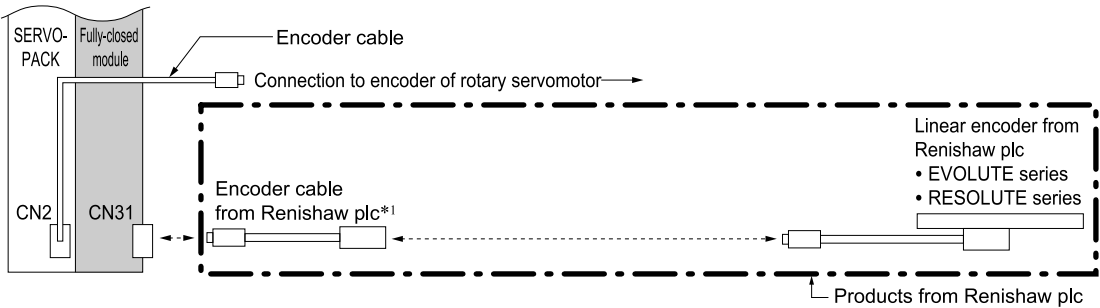 SERVO-
PACK
Fully-closed
module
Encoder cable
Connection to encoder of rotary servomotor
Linear encoder from
Renishaw plc
• EVOLUTE series
• RESOLUTE series
Encoder cable
from Renishaw plc*1
CN2
CN31
Products from Renishaw plc